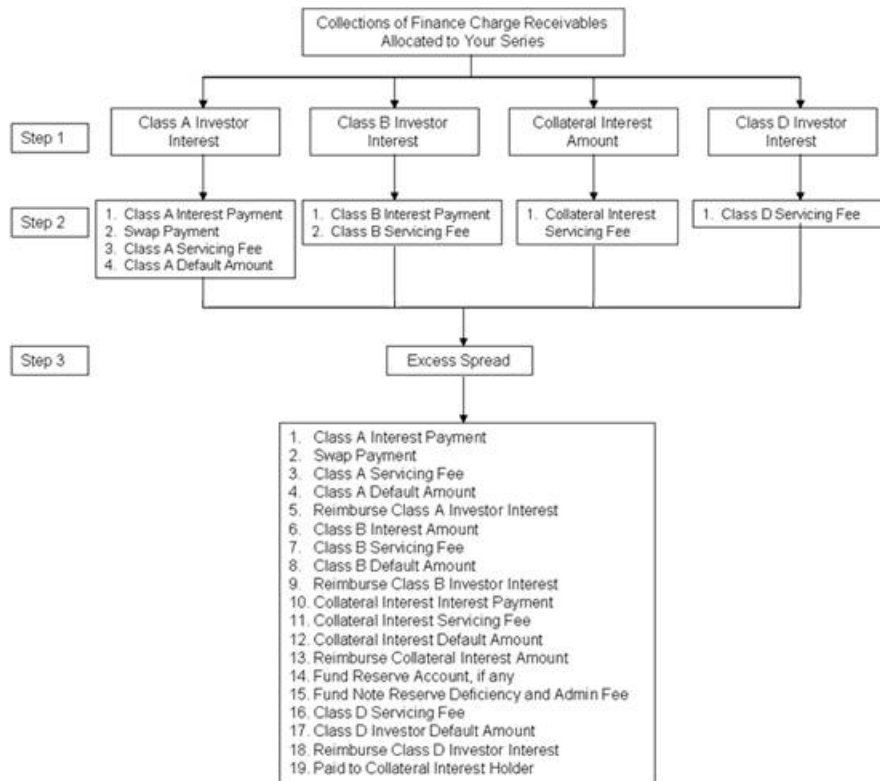 Collections of Finance Charge Receivables
Allocated to Your Series
Step 1
Class A Investor
Interest
Class B Investor
Interest
Collateral Interest
Amount
Class D Investor
Interest
Step 2
1. Class A Interest Payment
2. Swap Payment
3. Class A Servicing Fee
4. Class A Default Amount
1. Class B Interest Payment
2. Class B Servicing Fee
1. Collateral Interest
Servicing Fee
1. Class D Servicing Fee
Step 3
Excess Spread
1. Class A Interest Payment
2. Swap Payment
3. Class A Servicing Fee
4. Class A Default Amount
5. Reimburse Class A Investor Interest
6. Class B Interest Amount
7. Class B Servicing Fee
8. Class B Default Amount
9. Reimburse Class B Investor Interest
10. Collateral Interest Interest Payment
11. Collateral Interest Servicing Fee
12. Collateral Interest Default Amount
13. Reimburse Collateral Interest Amount
14. Fund Reserve Account, if any
15. Fund Note Reserve Deficiency and Admin Fee
16. Class D Servicing Fee
17. Class D Investor Default Amount
18. Reimburse Class D Investor Interest
19. Paid to Collateral Interest Holder